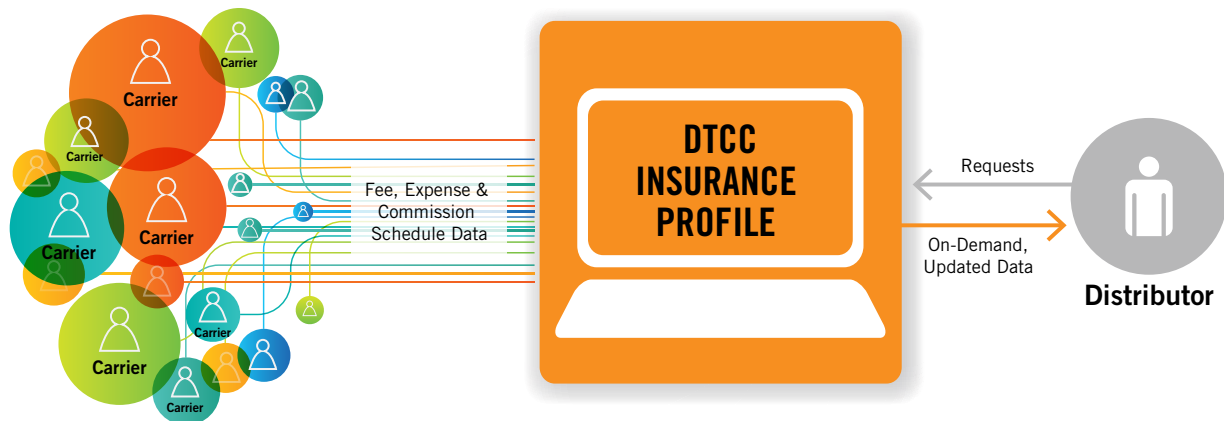 Carrier
Carrier
Carrier
Carrier
Carrier
Carrier
Carrier
Carrier
Fee, Expense &
Commission
Schedule Data
DTCC
INSURANCE
PROFILE
Requests
On-Demand,
Updated Data
Distributor